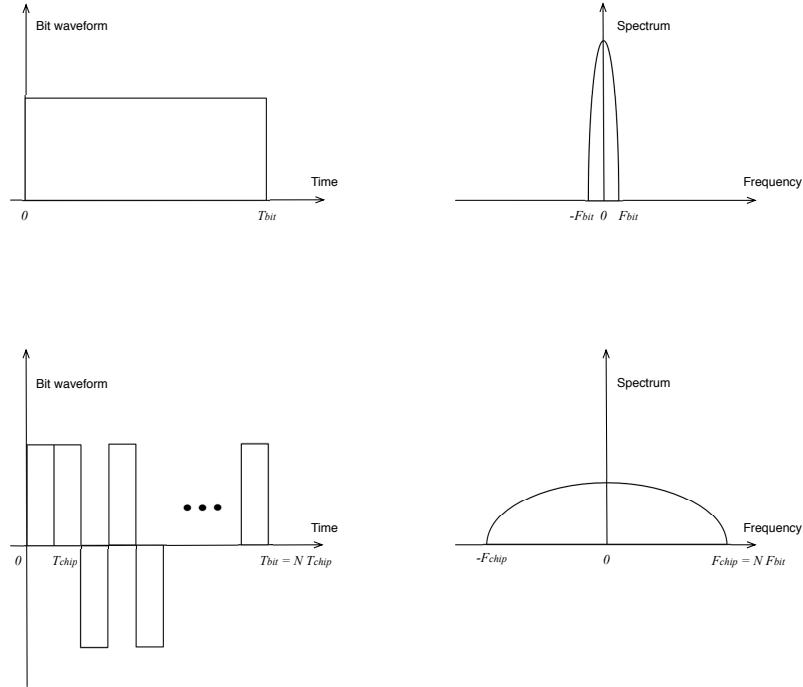 Bit waveform
Time
0
Tbit
Spectrum
Frequency
-Fbit 0 Fbit
Bit waveform
Time
0
Tchip
Tbit = N Tchip
Spectrum
Frequency
-Fchip
0
Fchip = N Fbit